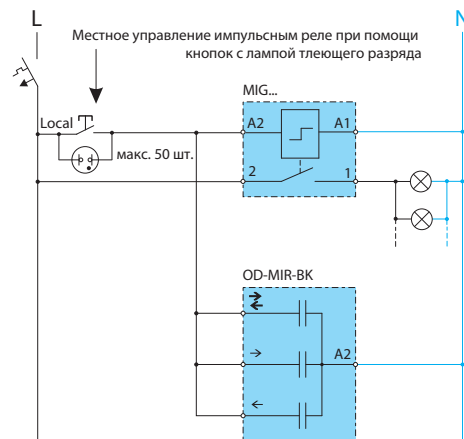 L
N
Местное управление импульсным реле при помощи
кнопок с лампой тлеющего разряда
MIG...
Local
A2
A1
макс. 50 шт.
2
1
OD-MIR-BK
A2